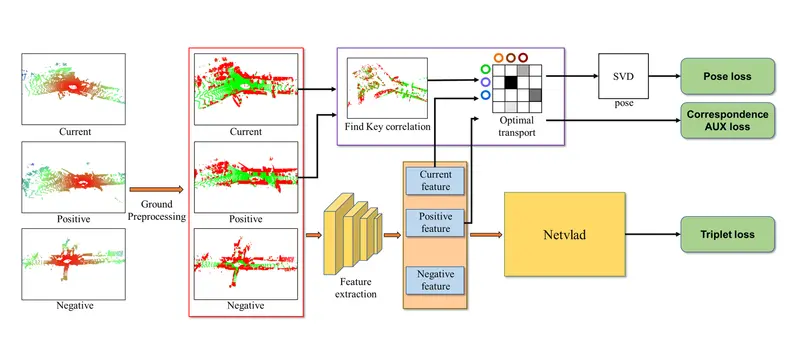 Current
Positive
Negative
Ground
Preprocessing
Current
Positive
Negative
Find Key correlation
Optimal
transport
SVD
pose
Pose loss
Correspondence
AUX loss
Feature
extraction
Current
feature
Positive
feature
Negative
feature
Netvlad
Triplet loss